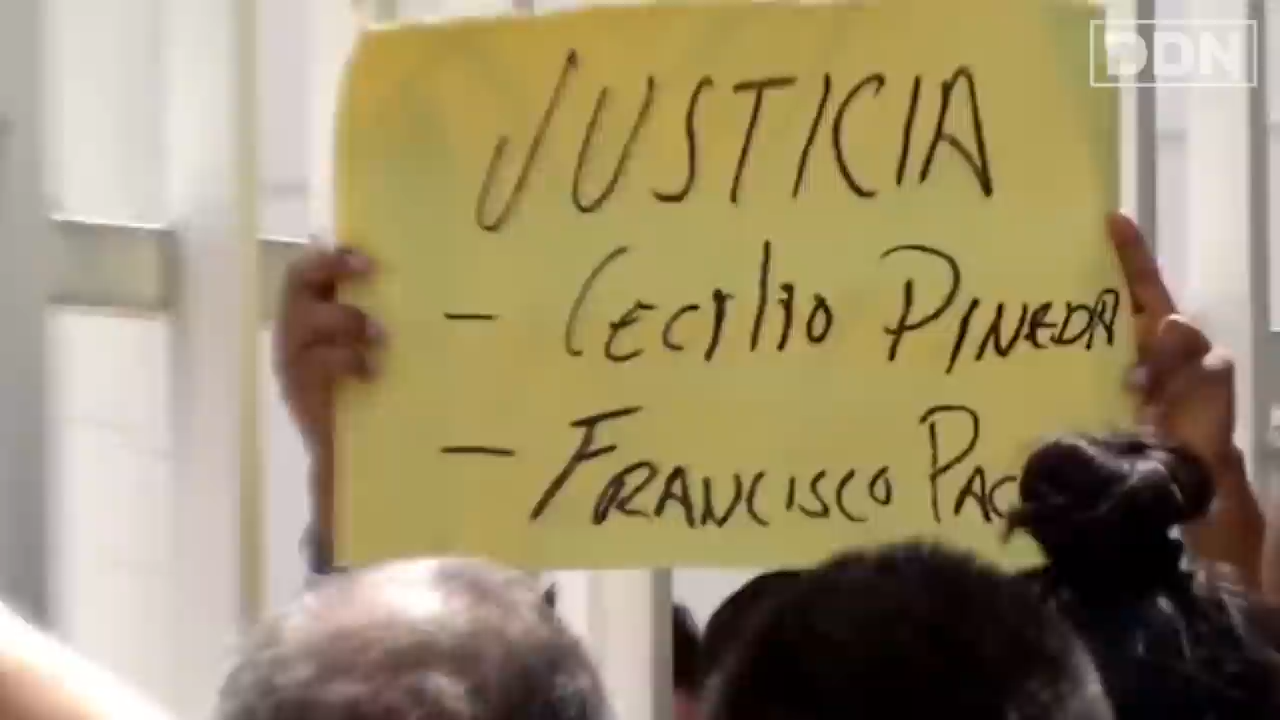 DDN
JUSTICIA
- CECILIO PINEDA
- FRANCISCO